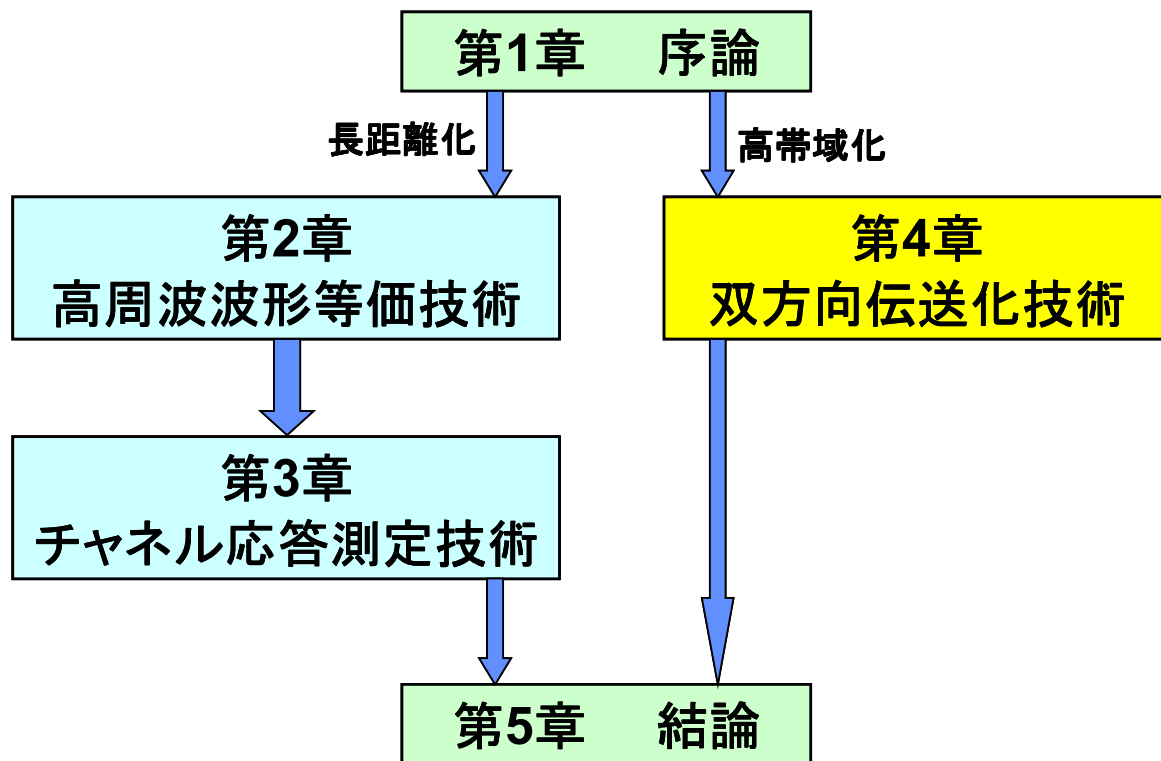 第1章 序論
長距離化
高帯域化
第2章
高周波波形等価技術
第4章
双方向伝送化技術
第3章
チャネル応答測定技術
第5章 結論